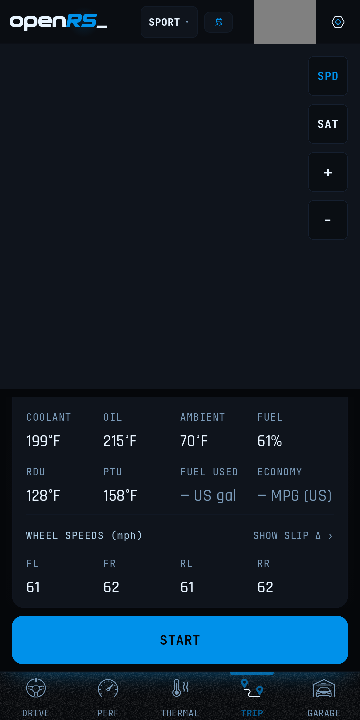 openRS_
SPORT
SPD
SAT
+
-
COOLANT OIL AMBIENT FUEL
199°F 215°F 70°F 61%
RDU PTU FUEL USED ECONOMY
128°F 158°F — US gal — MPG (US)
WHEEL SPEEDS (mph) SHOW SLIP Δ ›
FL FR RL RR
61 62 61 62
START
DRIVE PERF THERMAL TRIP GARAGE